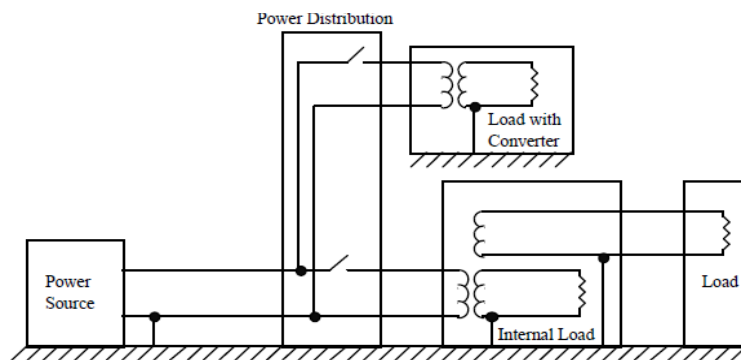 Power Distribution
Load with
Converter
Power
Source
Load
Internal Load